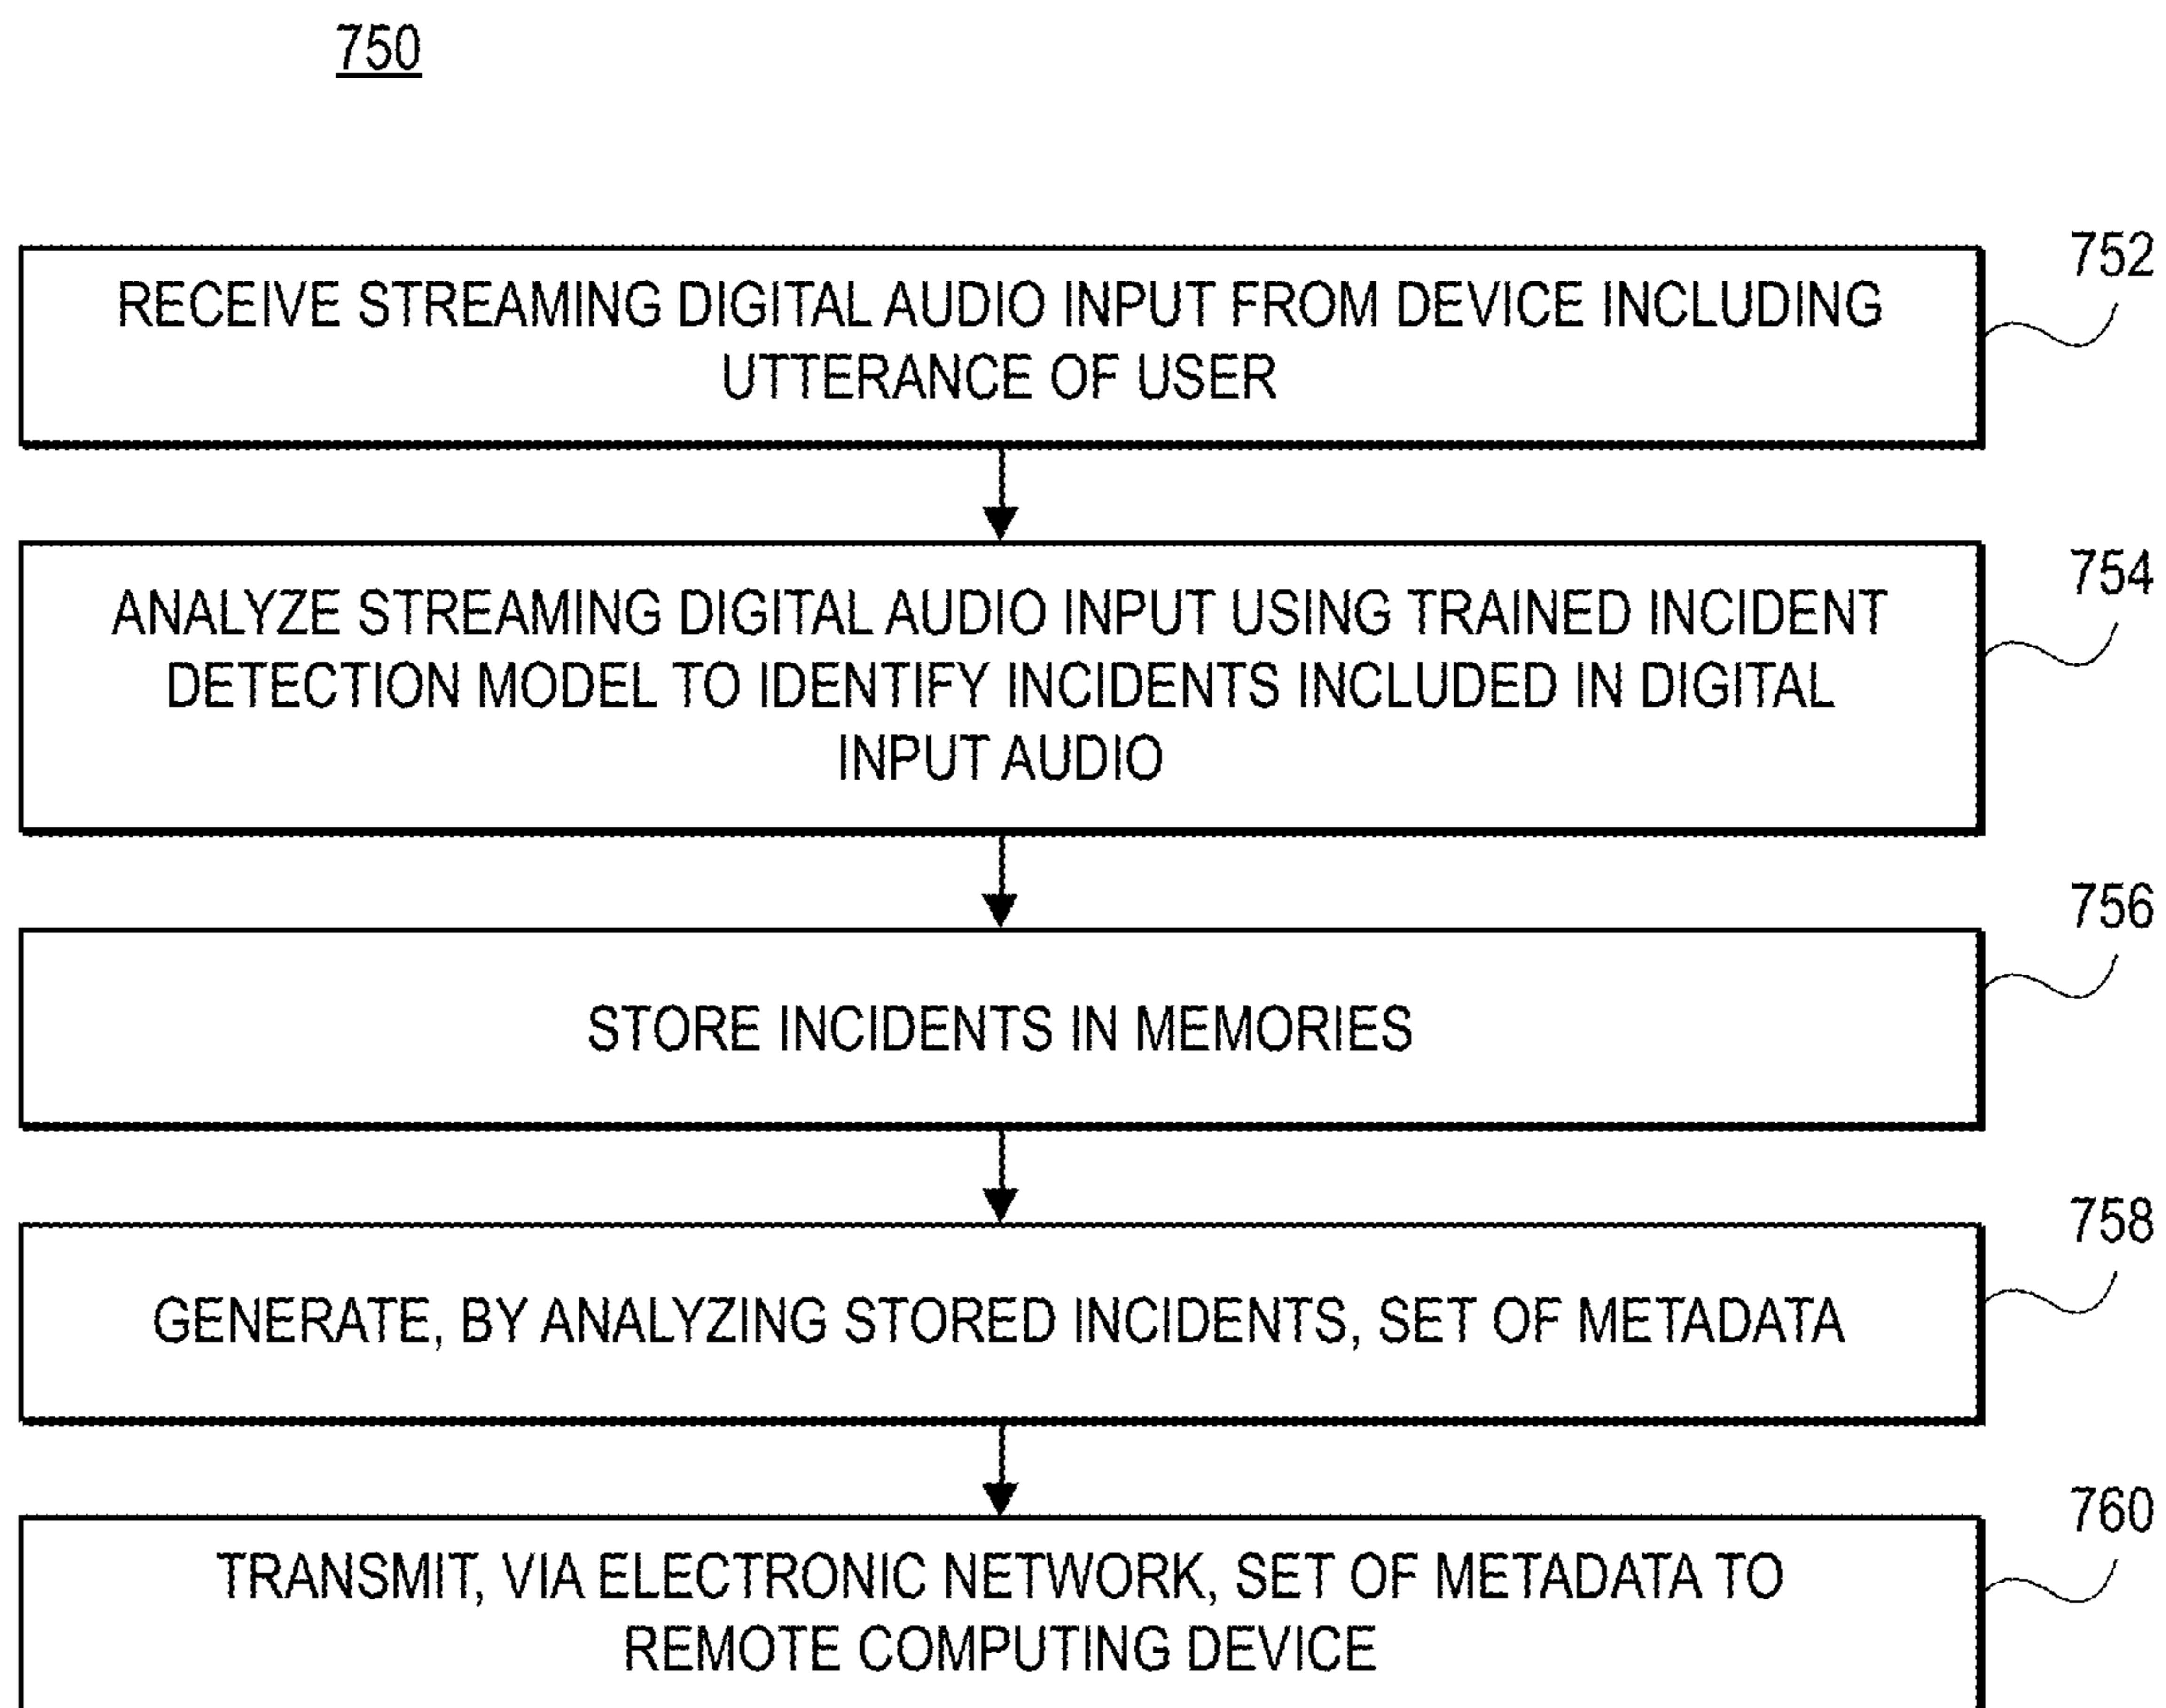 750
752
RECEIVE STREAMING DIGITAL AUDIO INPUT FROM DEVICE INCLUDING
UTTERANCE OF USER
754
ANALYZE STREAMING DIGITAL AUDIO INPUT USING TRAINED INCIDENT
DETECTION MODEL TO IDENTIFY INCIDENTS INCLUDED IN DIGITAL
INPUT AUDIO
756
STORE INCIDENTS IN MEMORIES
758
GENERATE, BY ANALYZING STORED INCIDENTS, SET OF METADATA
760
TRANSMIT, VIA ELECTRONIC NETWORK, SET OF METADATA TO
REMOTE COMPUTING DEVICE